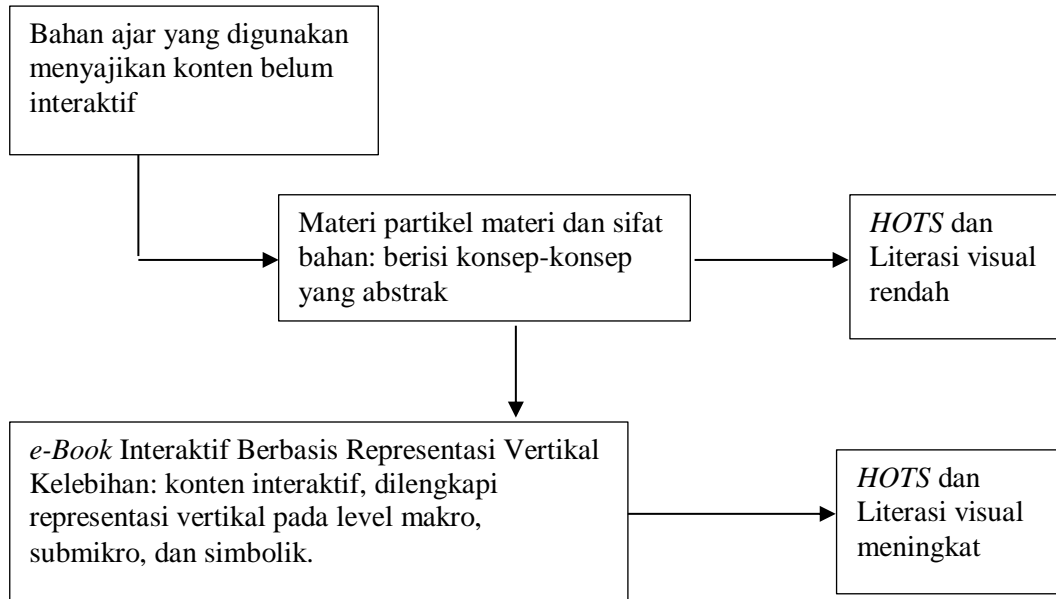 Bahan ajar yang digunakan
menyajikan konten belum
interaktif
Materi partikel materi dan sifat
bahan: berisi konsep-konsep
yang abstrak
HOTS dan
Literasi visual
rendah
e-Book Interaktif Berbasis Representasi Vertikal
Kelebihan: konten interaktif, dilengkapi
representasi vertikal pada level makro,
submikro, dan simbolik.
HOTS dan
Literasi visual
meningkat